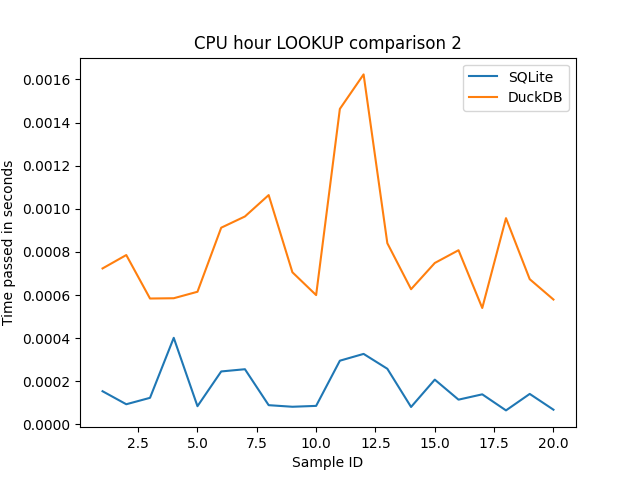 CPU hour LOOKUP comparison 2
SQLite
DuckDB
Time passed in seconds
0.0016
0.0014
0.0012
0.0010
0.0008
0.0006
0.0004
0.0002
0.0000
2.5 5.0 7.5 10.0 12.5 15.0 17.5 20.0
Sample ID